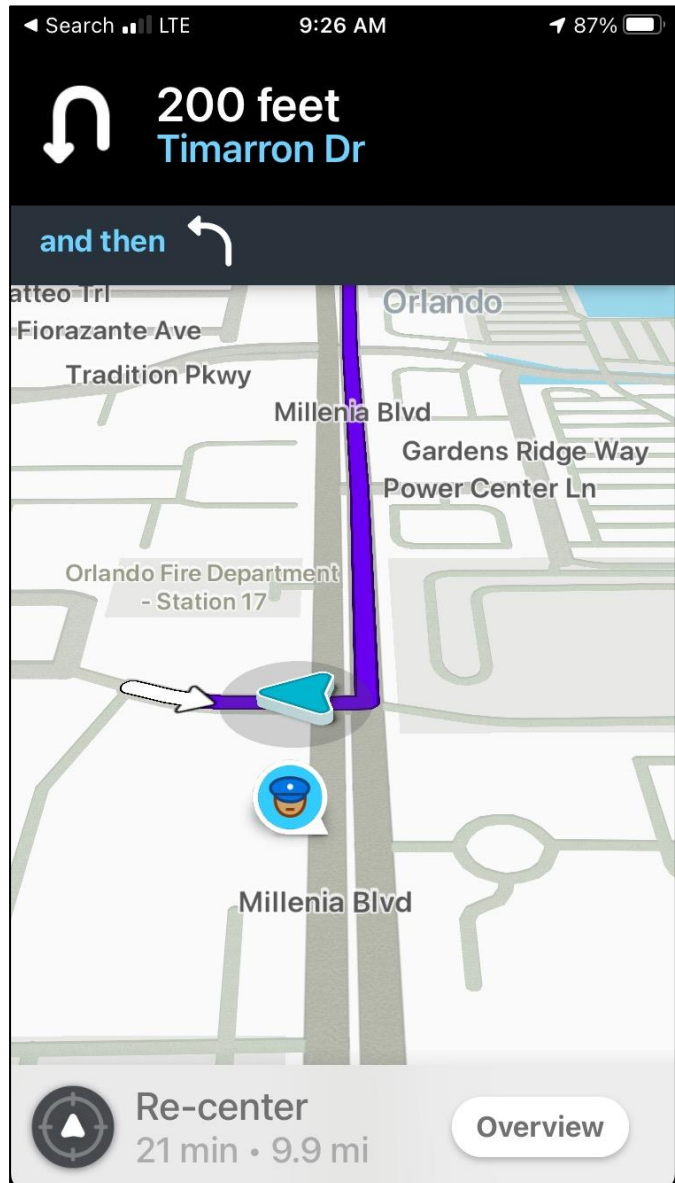 Search LTE 9:26 AM 87%
200 feet
Timarron Dr
and then
atteo Trl
Orlando
Fiorazante Ave
Tradition Pkwy
Millenia Blvd
Gardens Ridge Way
Power Center Ln
Orlando Fire Department
- Station 17
Millenia Blvd
Re-center
21 min • 9.9 mi
Overview